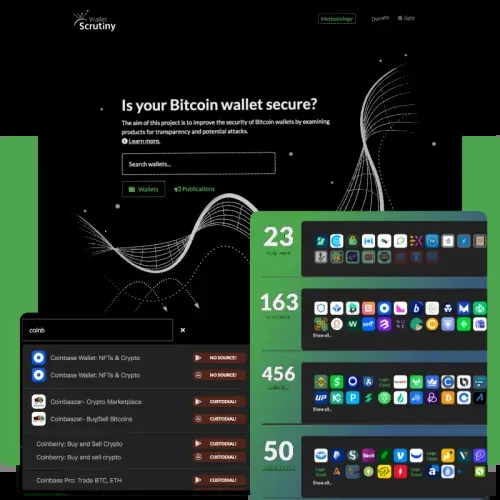 Wallet
Scrutiny
Methodology
Donate
light
Is your Bitcoin wallet secure?
The aim of this project is to improve the security of Bitcoin wallets by examining
products for transparency and potential attacks.
Learn more.
Search wallets...
Wallets
Publications
23
Show all...
163
Show all...
456
Show all...
50
Show all...
coinb
Coinbase Wallet: NFTs & Crypto
NO SOURCE!
Coinbase Wallet: NFTs & Crypto
NO SOURCE!
Coinbazaar- Crypto Marketplace
CUSTODIAL!
Coinbazaar- Buy/Sell Bitcoins
CUSTODIAL!
Coinberry: Buy and Sell Crypto
CUSTODIAL!
Coinberry: Buy and sell crypto
CUSTODIAL!
Coinbase Pro: Trade BTC, ETH
CUSTODIAL!